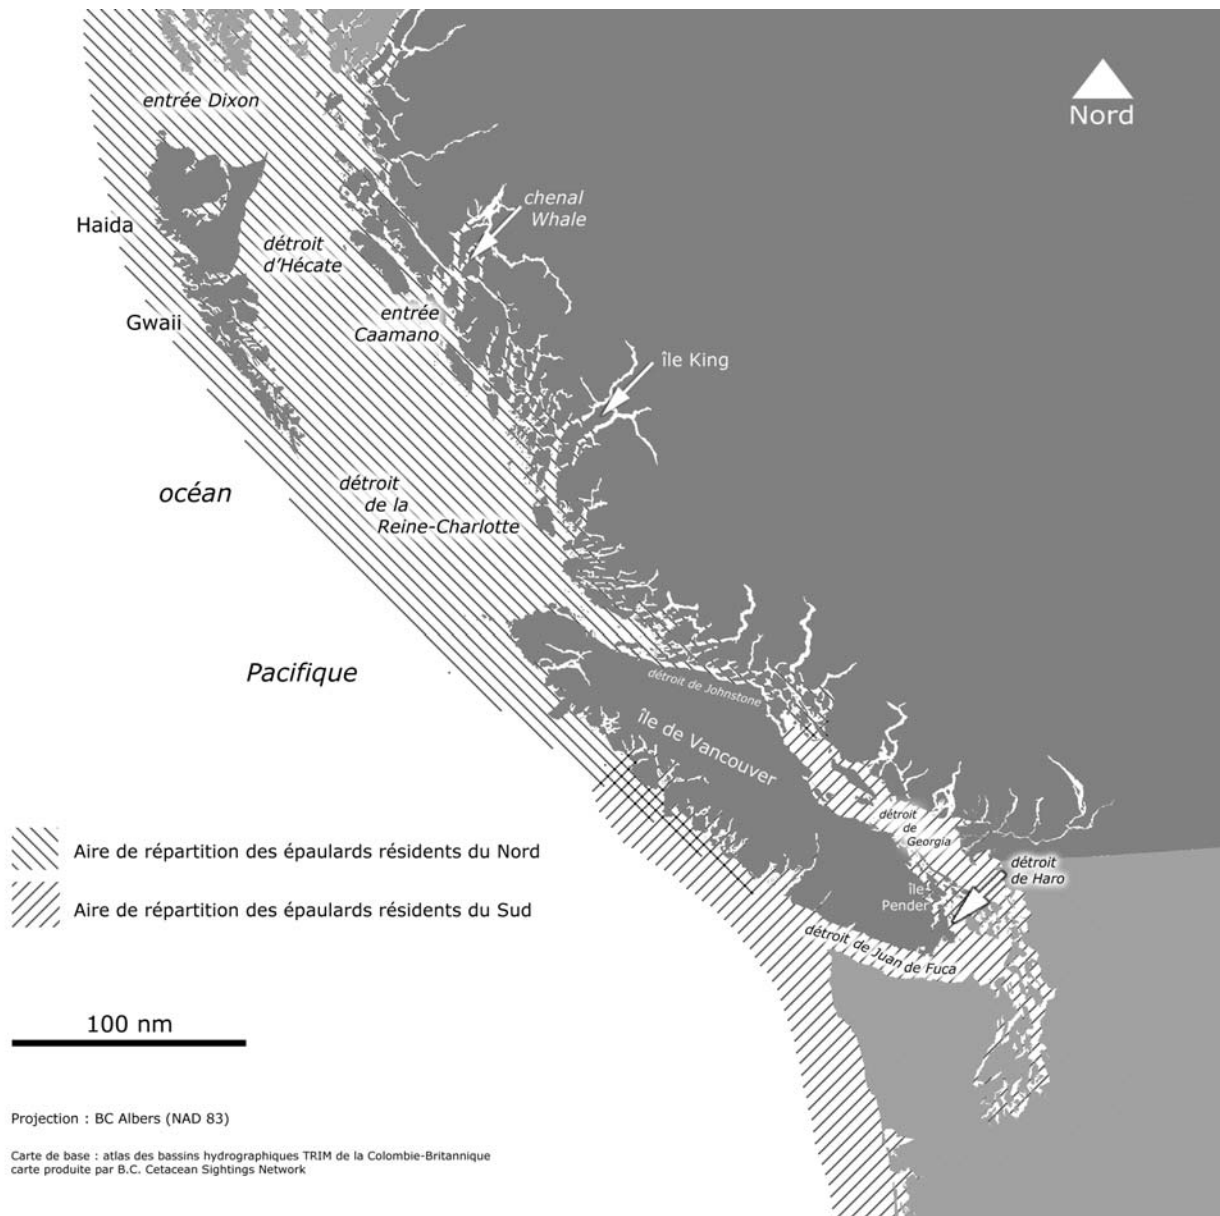 entrée Dixon
Nord
chenal
Whale
Haida
détroit
d'Hécate
entrée
Caamano
Gwaii
île King
océan
détroit
de la
Reine-Charlotte
Pacifique
détroit de Johnstone
île de Vancouver
détroit
de
Georgia
détroit
de Haro
île
Pender
détroit de Juan de Fuca
Aire de répartition des épaulards résidents du Nord
Aire de répartition des épaulards résidents du Sud
100 nm
Projection : BC Albers (NAD 83)
Carte de base : atlas des bassins hydrographiques TRIM de la Colombie-Britannique
carte produite par B.C. Cetacean Sightings Network